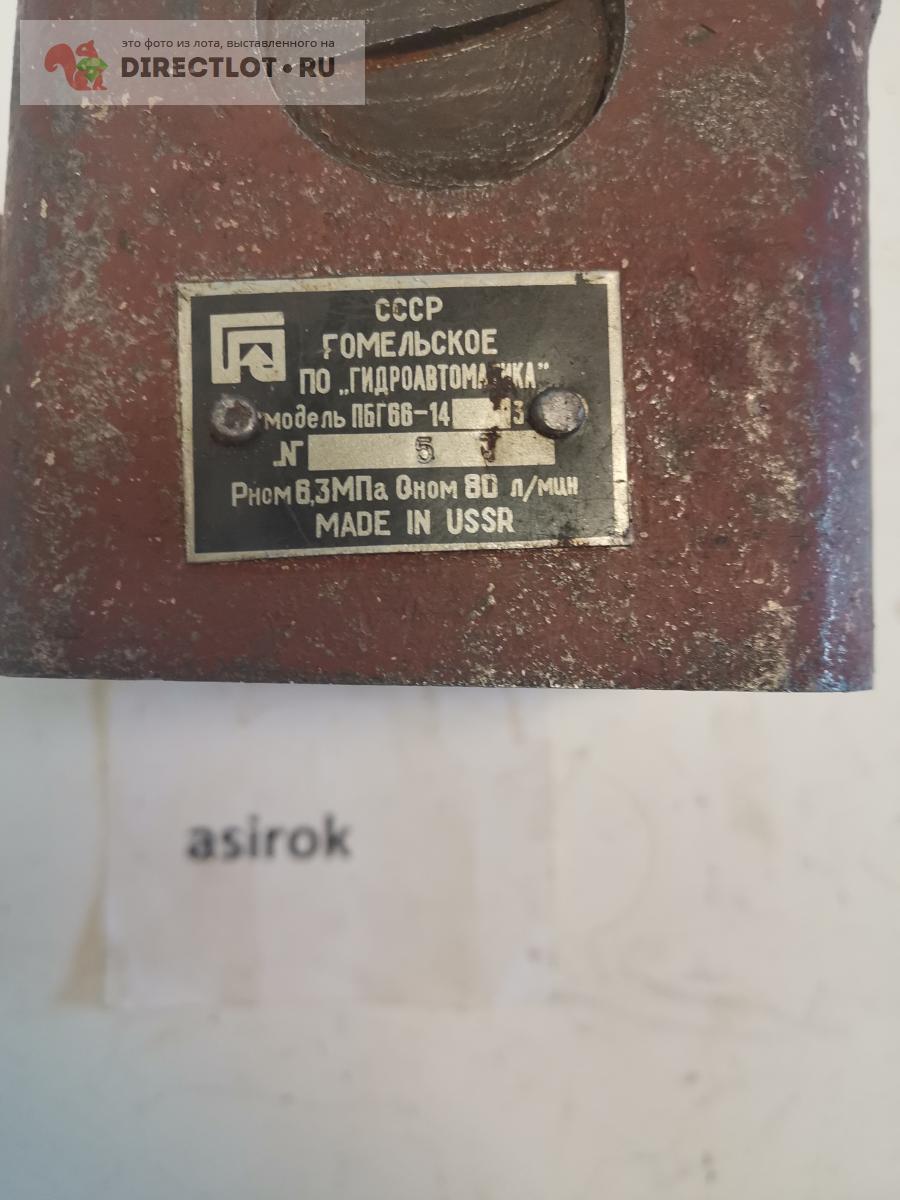 это фото из лота, выставленного на
DIRECTLOT•RU
СССР
ГОМЕЛЬСКОЕ
ПО „ГИДРОАВТОМАТИКА”
модель ПБГ66-14
№ 5
Рном 6,3МПа Qном 80 л/мин
MADE IN USSR
asirok